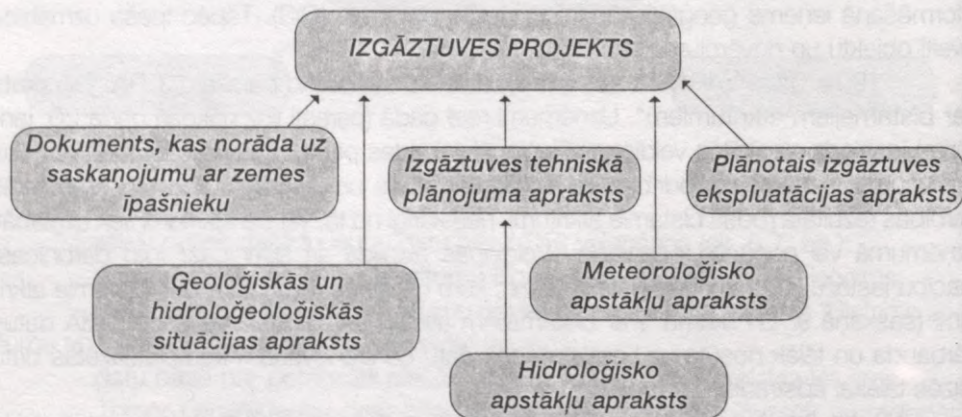 IZGĀZTUVES PROJEKTS
Dokuments, kas norāda uz
saskaņojumu ar zemes
īpašnieku
Izgāztuves tehniskā
plānojuma apraksts
Plānotais izgāztuves
ekspluatācijas apraksts
Ģeoloģiskās un
hidroloģeoloģiskās
situācijas apraksts
Meteoroloģisko
apstākļu apraksts
Hidroloģisko
apstākļu apraksts